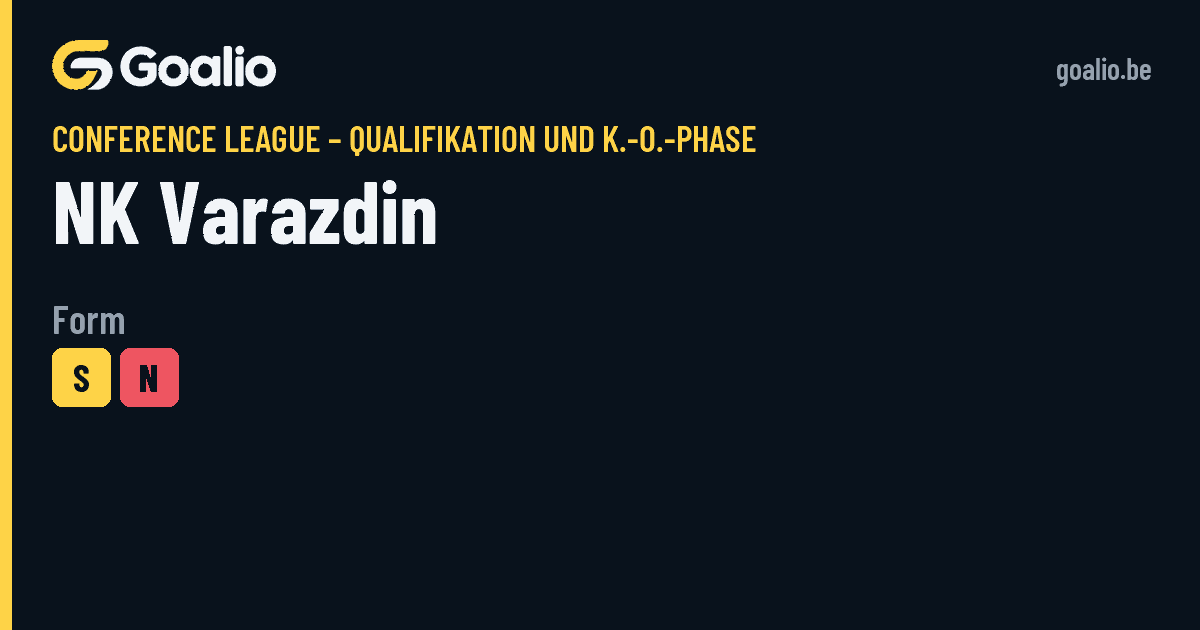 Goalio
goalio.be
CONFERENCE LEAGUE – QUALIFIKATION UND K.-O.-PHASE
NK Varazdin
Form
S N